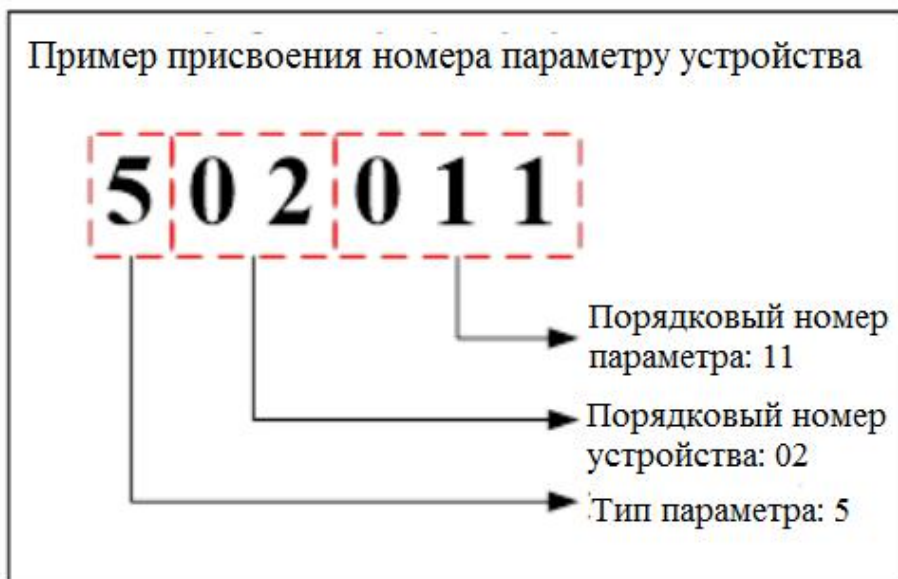 Пример присвоения номера параметру устройства
5 0 2 0 1 1
Порядковый номер
параметра: 11
Порядковый номер
устройства: 02
Тип параметра: 5